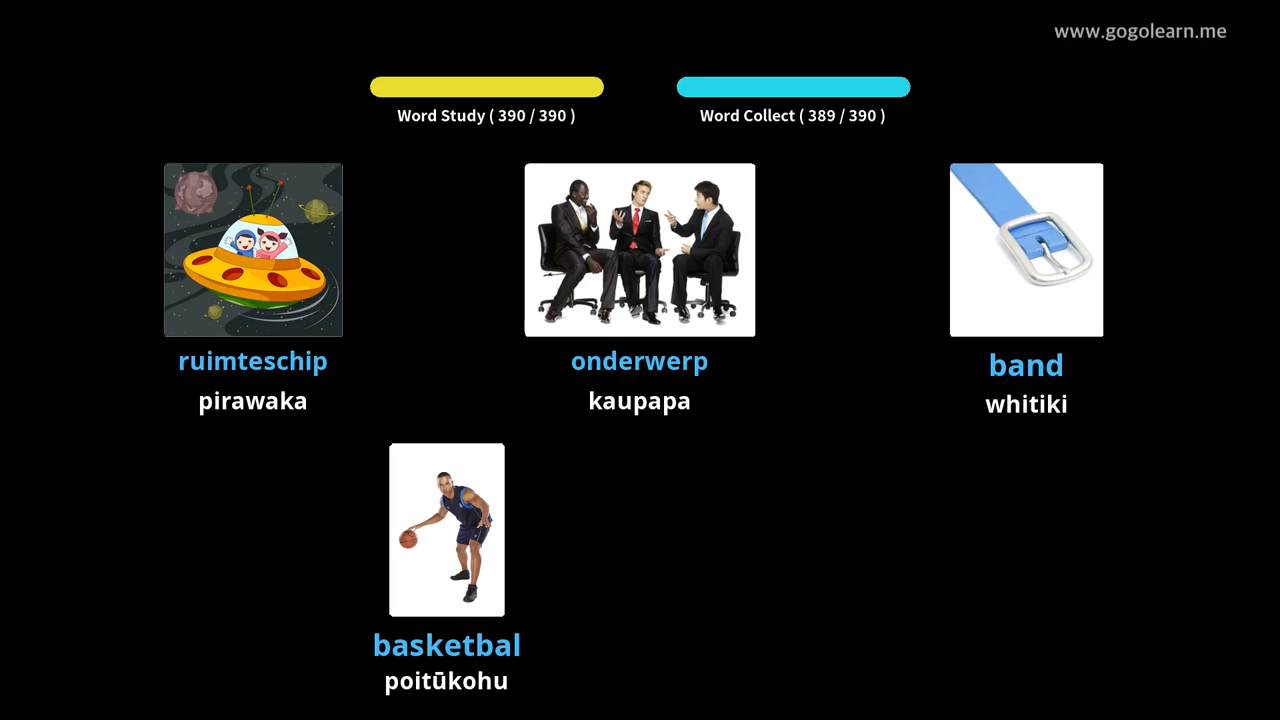 www.gogolearn.me
Word Study ( 390 / 390 )
Word Collect ( 389 / 390 )
ruimteschip
pirawaka
onderwerp
kaupapa
band
whitiki
basketbal
poitūkohu